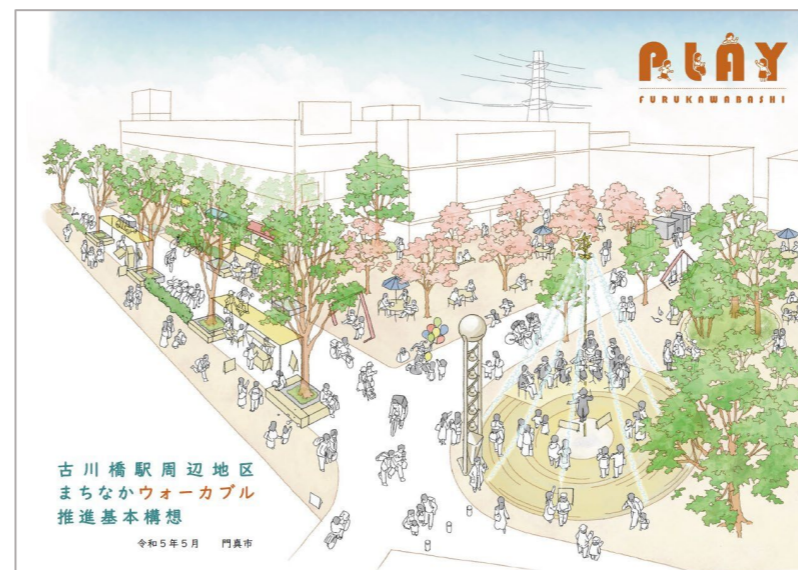 PLAY
FURUKAWABASHI
古川橋駅周辺地区
まちなかウォーカブル
推進基本構想
令和5年5月 門真市